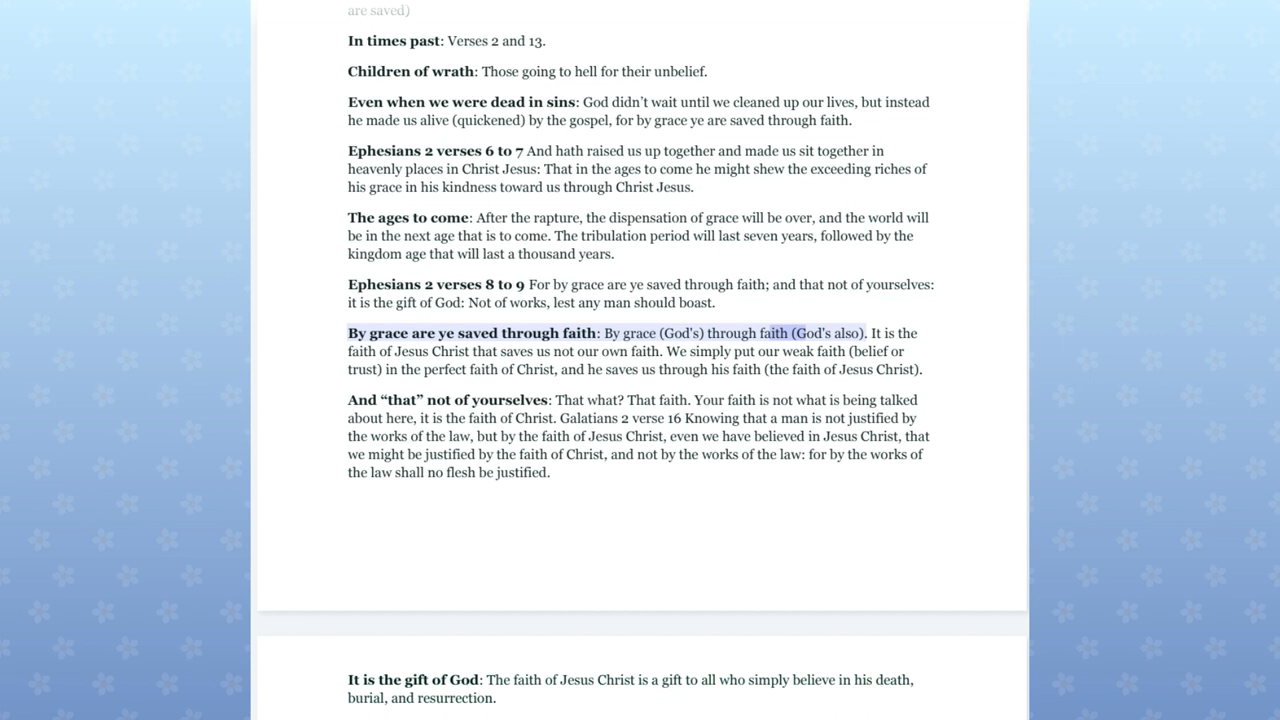 are saved)
In times past: Verses 2 and 13.
Children of wrath: Those going to hell for their unbelief.
Even when we were dead in sins: God didn’t wait until we cleaned up our lives, but instead
he made us alive (quickened) by the gospel, for by grace ye are saved through faith.
Ephesians 2 verses 6 to 7 And hath raised us up together and made us sit together in
heavenly places in Christ Jesus: That in the ages to come he might shew the exceeding riches of
his grace in his kindness toward us through Christ Jesus.
The ages to come: After the rapture, the dispensation of grace will be over, and the world will
be in the next age that is to come. The tribulation period will last seven years, followed by the
kingdom age that will last a thousand years.
Ephesians 2 verses 8 to 9 For by grace are ye saved through faith; and that not of yourselves:
it is the gift of God: Not of works, lest any man should boast.
By grace are ye saved through faith: By grace (God's) through faith (God's also). It is the
faith of Jesus Christ that saves us not our own faith. We simply put our weak faith (belief or
trust) in the perfect faith of Christ, and he saves us through his faith (the faith of Jesus Christ).
And “that” not of yourselves: That what? That faith. Your faith is not what is being talked
about here, it is the faith of Christ. Galatians 2 verse 16 Knowing that a man is not justified by
the works of the law, but by the faith of Jesus Christ, even we have believed in Jesus Christ, that
we might be justified by the faith of Christ, and not by the works of the law: for by the works of
the law shall no flesh be justified.
It is the gift of God: The faith of Jesus Christ is a gift to all who simply believe in his death,
burial, and resurrection.